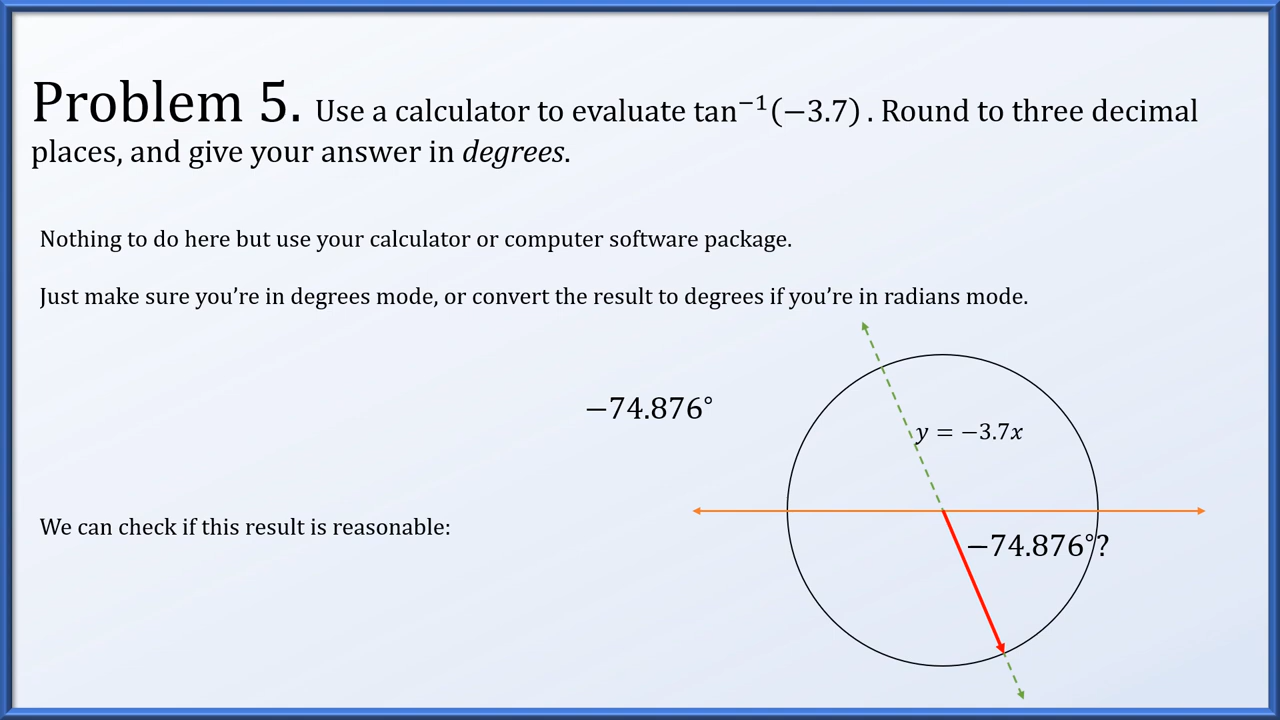 Problem 5. Use a calculator to evaluate tan⁻¹(−3.7) . Round to three decimal
places, and give your answer in degrees.
Nothing to do here but use your calculator or computer software package.
Just make sure you’re in degrees mode, or convert the result to degrees if you’re in radians mode.
−74.876°
y = −3.7x
We can check if this result is reasonable:
−74.876°?